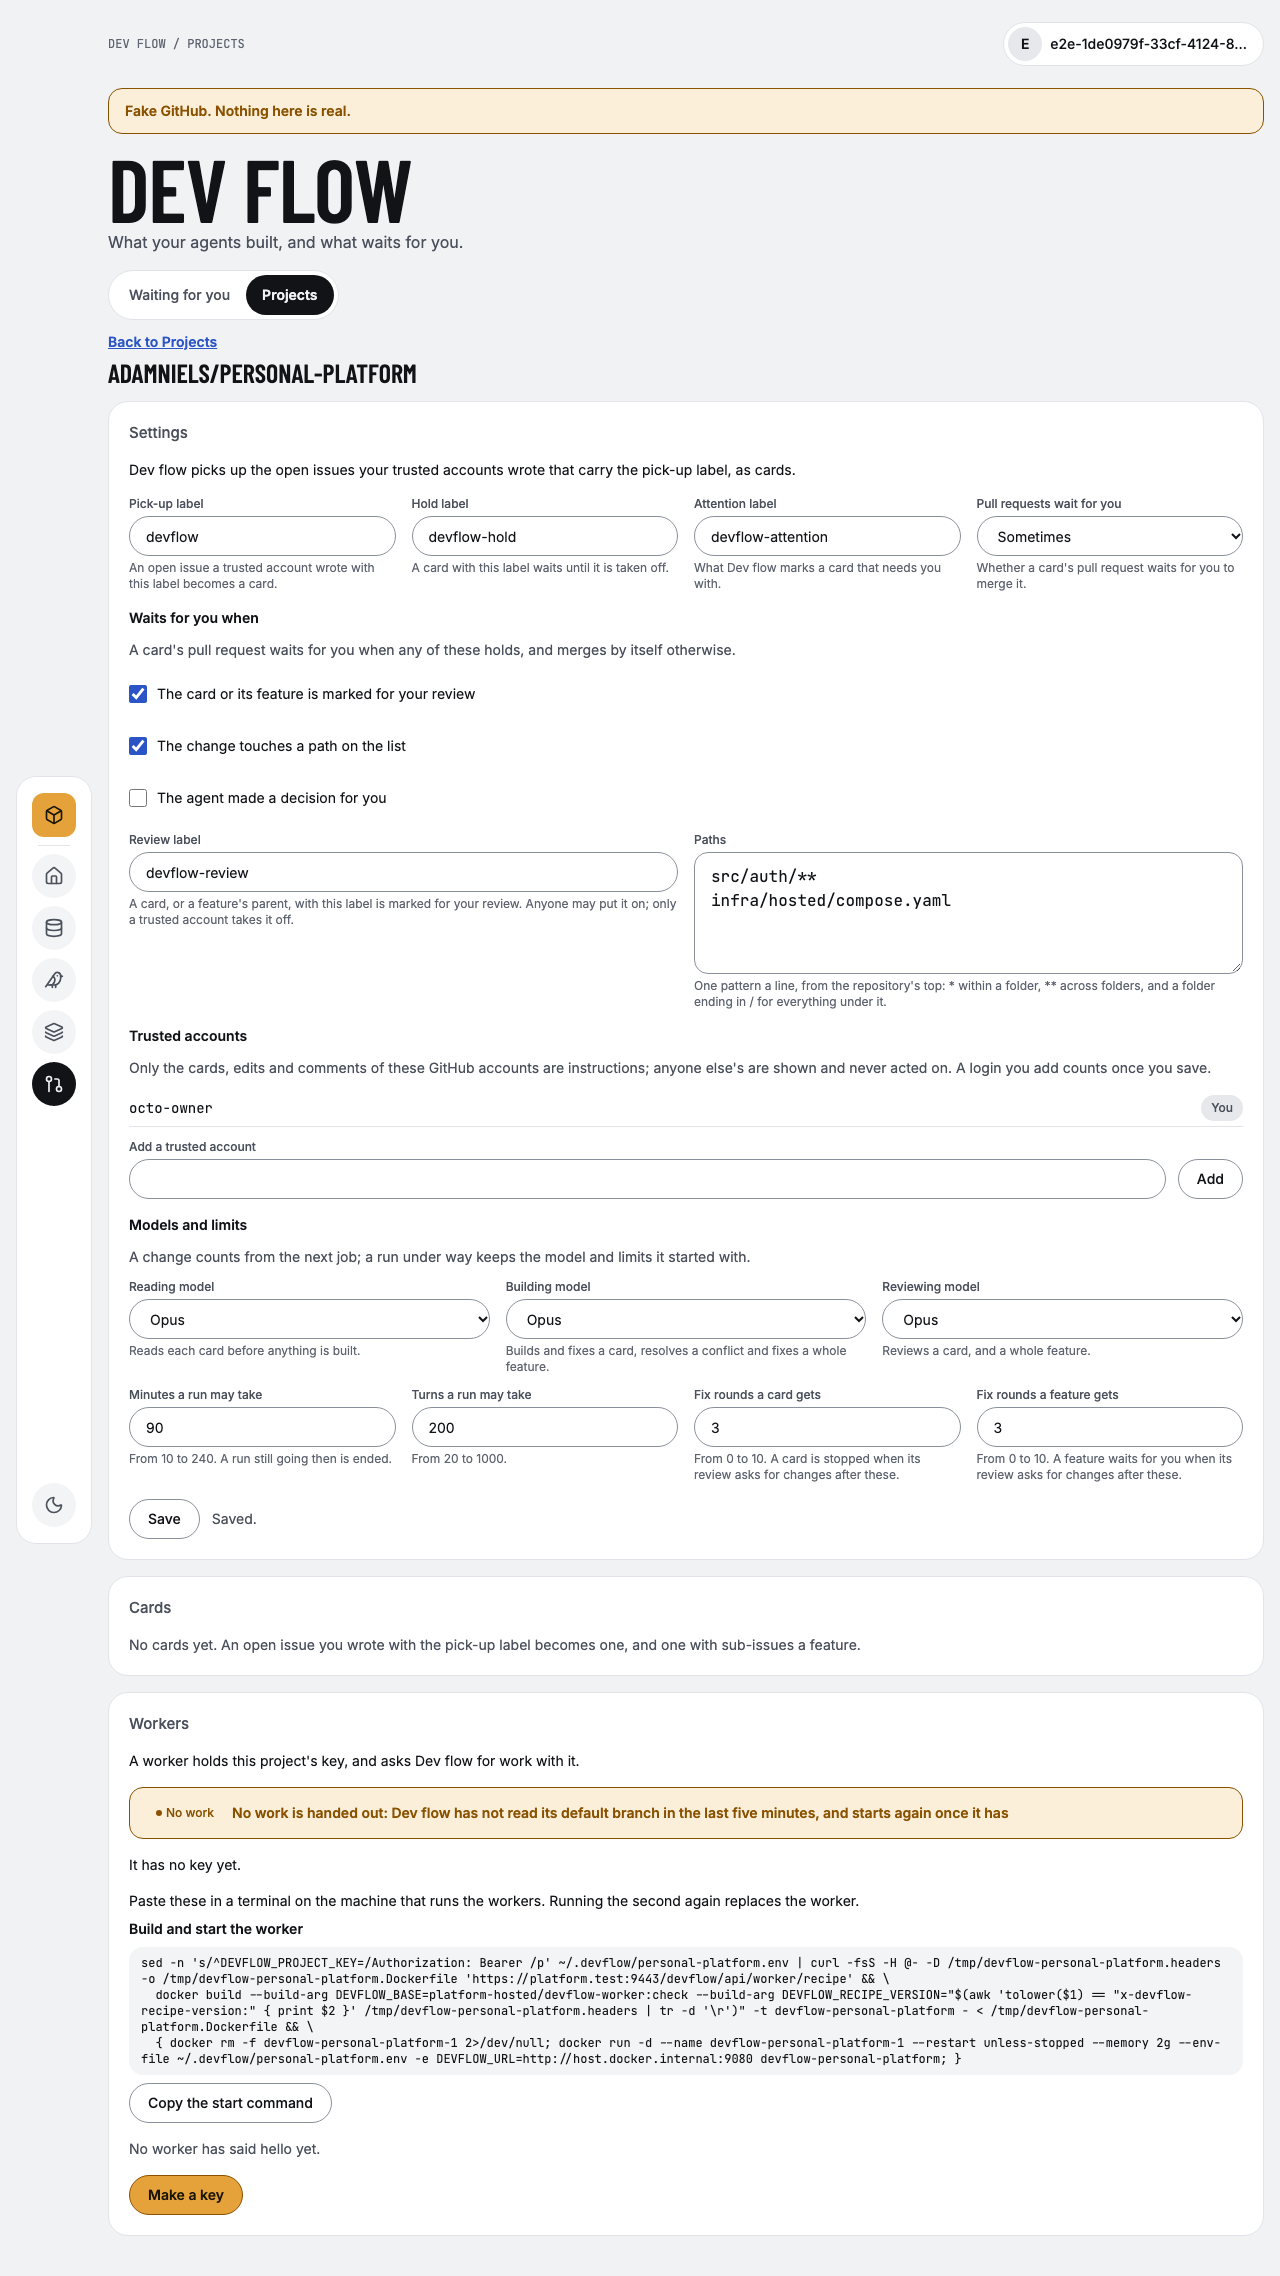 DEV FLOW / PROJECTS
E
e2e-1de0979f-33cf-4124-8...
Fake GitHub. Nothing here is real.
DEV FLOW
What your agents built, and what waits for you.
Waiting for you
Projects
Back to Projects
ADAMNIELS/PERSONAL-PLATFORM
Settings
Dev flow picks up the open issues your trusted accounts wrote that carry the pick-up label, as cards.
Pick-up label
devflow
An open issue a trusted account wrote with
this label becomes a card.
Hold label
devflow-hold
A card with this label waits until it is taken off.
Attention label
devflow-attention
What Dev flow marks a card that needs you
with.
Pull requests wait for you
Sometimes
Whether a card's pull request waits for you to
merge it.
Waits for you when
A card's pull request waits for you when any of these holds, and merges by itself otherwise.
The card or its feature is marked for your review
The change touches a path on the list
The agent made a decision for you
Review label
devflow-review
A card, or a feature's parent, with this label is marked for your review. Anyone may put it on; only
a trusted account takes it off.
Paths
src/auth/**
infra/hosted/compose.yaml
One pattern a line, from the repository's top: * within a folder, ** across folders, and a folder
ending in / for everything under it.
Trusted accounts
Only the cards, edits and comments of these GitHub accounts are instructions; anyone else's are shown and never acted on. A login you add counts once you save.
octo-owner
You
Add a trusted account
Add
Models and limits
A change counts from the next job; a run under way keeps the model and limits it started with.
Reading model
Opus
Reads each card before anything is built.
Building model
Opus
Builds and fixes a card, resolves a conflict and fixes a whole
feature.
Reviewing model
Opus
Reviews a card, and a whole feature.
Minutes a run may take
90
From 10 to 240. A run still going then is ended.
Turns a run may take
200
From 20 to 1000.
Fix rounds a card gets
3
From 0 to 10. A card is stopped when its
review asks for changes after these.
Fix rounds a feature gets
3
From 0 to 10. A feature waits for you when its
review asks for changes after these.
Save
Saved.
Cards
No cards yet. An open issue you wrote with the pick-up label becomes one, and one with sub-issues a feature.
Workers
A worker holds this project's key, and asks Dev flow for work with it.
No work
No work is handed out: Dev flow has not read its default branch in the last five minutes, and starts again once it has
It has no key yet.
Paste these in a terminal on the machine that runs the workers. Running the second again replaces the worker.
Build and start the worker
sed -n 's/^DEVFLOW_PROJECT_KEY=/Authorization: Bearer /p' ~/.devflow/personal-platform.env | curl -fsS -H @- -D /tmp/devflow-personal-platform.headers
-o /tmp/devflow-personal-platform.Dockerfile 'https://platform.test:9443/devflow/api/worker/recipe' && \
docker build --build-arg DEVFLOW_BASE=platform-hosted/devflow-worker:check --build-arg DEVFLOW_RECIPE_VERSION="$(awk 'tolower($1) == "x-devflow-
recipe-version:" { print $2 }' /tmp/devflow-personal-platform.headers | tr -d '\r')" -t devflow-personal-platform - < /tmp/devflow-personal-
platform.Dockerfile && \
{ docker rm -f devflow-personal-platform-1 2>/dev/null; docker run -d --name devflow-personal-platform-1 --restart unless-stopped --memory 2g --env-
file ~/.devflow/personal-platform.env -e DEVFLOW_URL=http://host.docker.internal:9080 devflow-personal-platform; }
Copy the start command
No worker has said hello yet.
Make a key